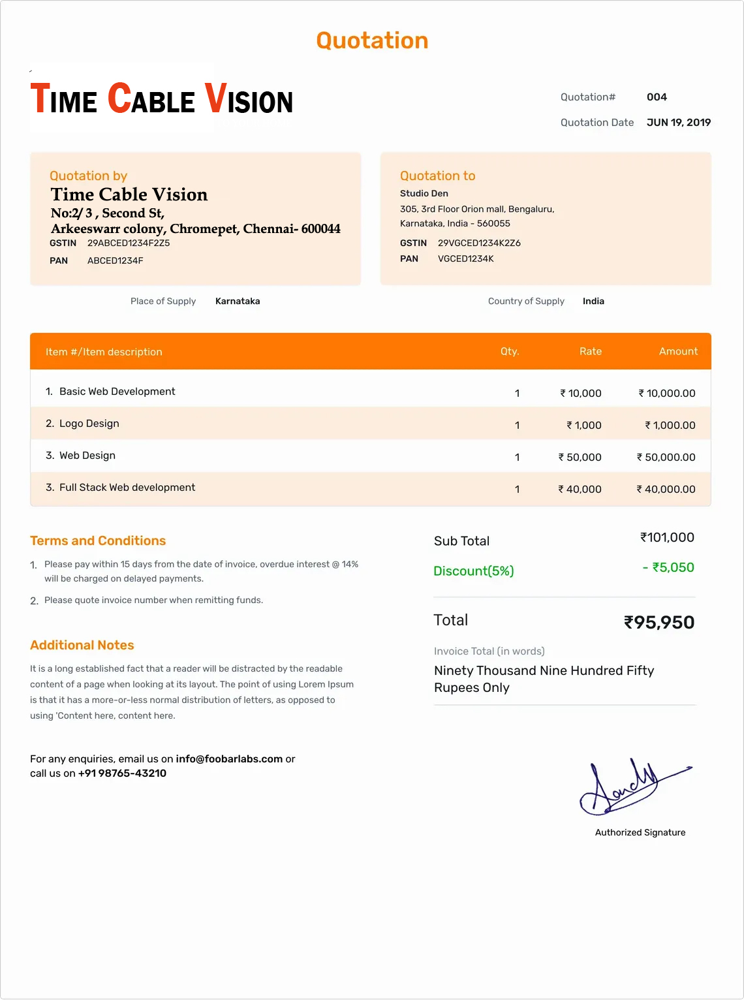 Quotation
TIME CABLE VISION
Quotation# 004
Quotation Date JUN 19, 2019
Quotation by
Time Cable Vision
No:2/ 3 , Second St,
Arkeeswarr colony, Chromepet, Chennai- 600044
GSTIN 29ABCED1234F2Z5
PAN ABCED1234F
Quotation to
Studio Den
305, 3rd Floor Orion mall, Bengaluru,
Karnataka, India - 560055
GSTIN 29VGCED1234K2Z6
PAN VGCED1234K
Place of Supply Karnataka
Country of Supply India
Item #/Item description Qty. Rate Amount
1. Basic Web Development 1 ₹ 10,000 ₹ 10,000.00
2. Logo Design 1 ₹ 1,000 ₹ 1,000.00
3. Web Design 1 ₹ 50,000 ₹ 50,000.00
3. Full Stack Web development 1 ₹ 40,000 ₹ 40,000.00
Terms and Conditions
1. Please pay within 15 days from the date of invoice, overdue interest @ 14%
will be charged on delayed payments.
2. Please quote invoice number when remitting funds.
Additional Notes
It is a long established fact that a reader will be distracted by the readable
content of a page when looking at its layout. The point of using Lorem Ipsum
is that it has a more-or-less normal distribution of letters, as opposed to
using 'Content here, content here.
For any enquiries, email us on info@foobarlabs.com or
call us on +91 98765-43210
Sub Total ₹101,000
Discount(5%) - ₹5,050
Total ₹95,950
Invoice Total (in words)
Ninety Thousand Nine Hundred Fifty
Rupees Only
Authorized Signature